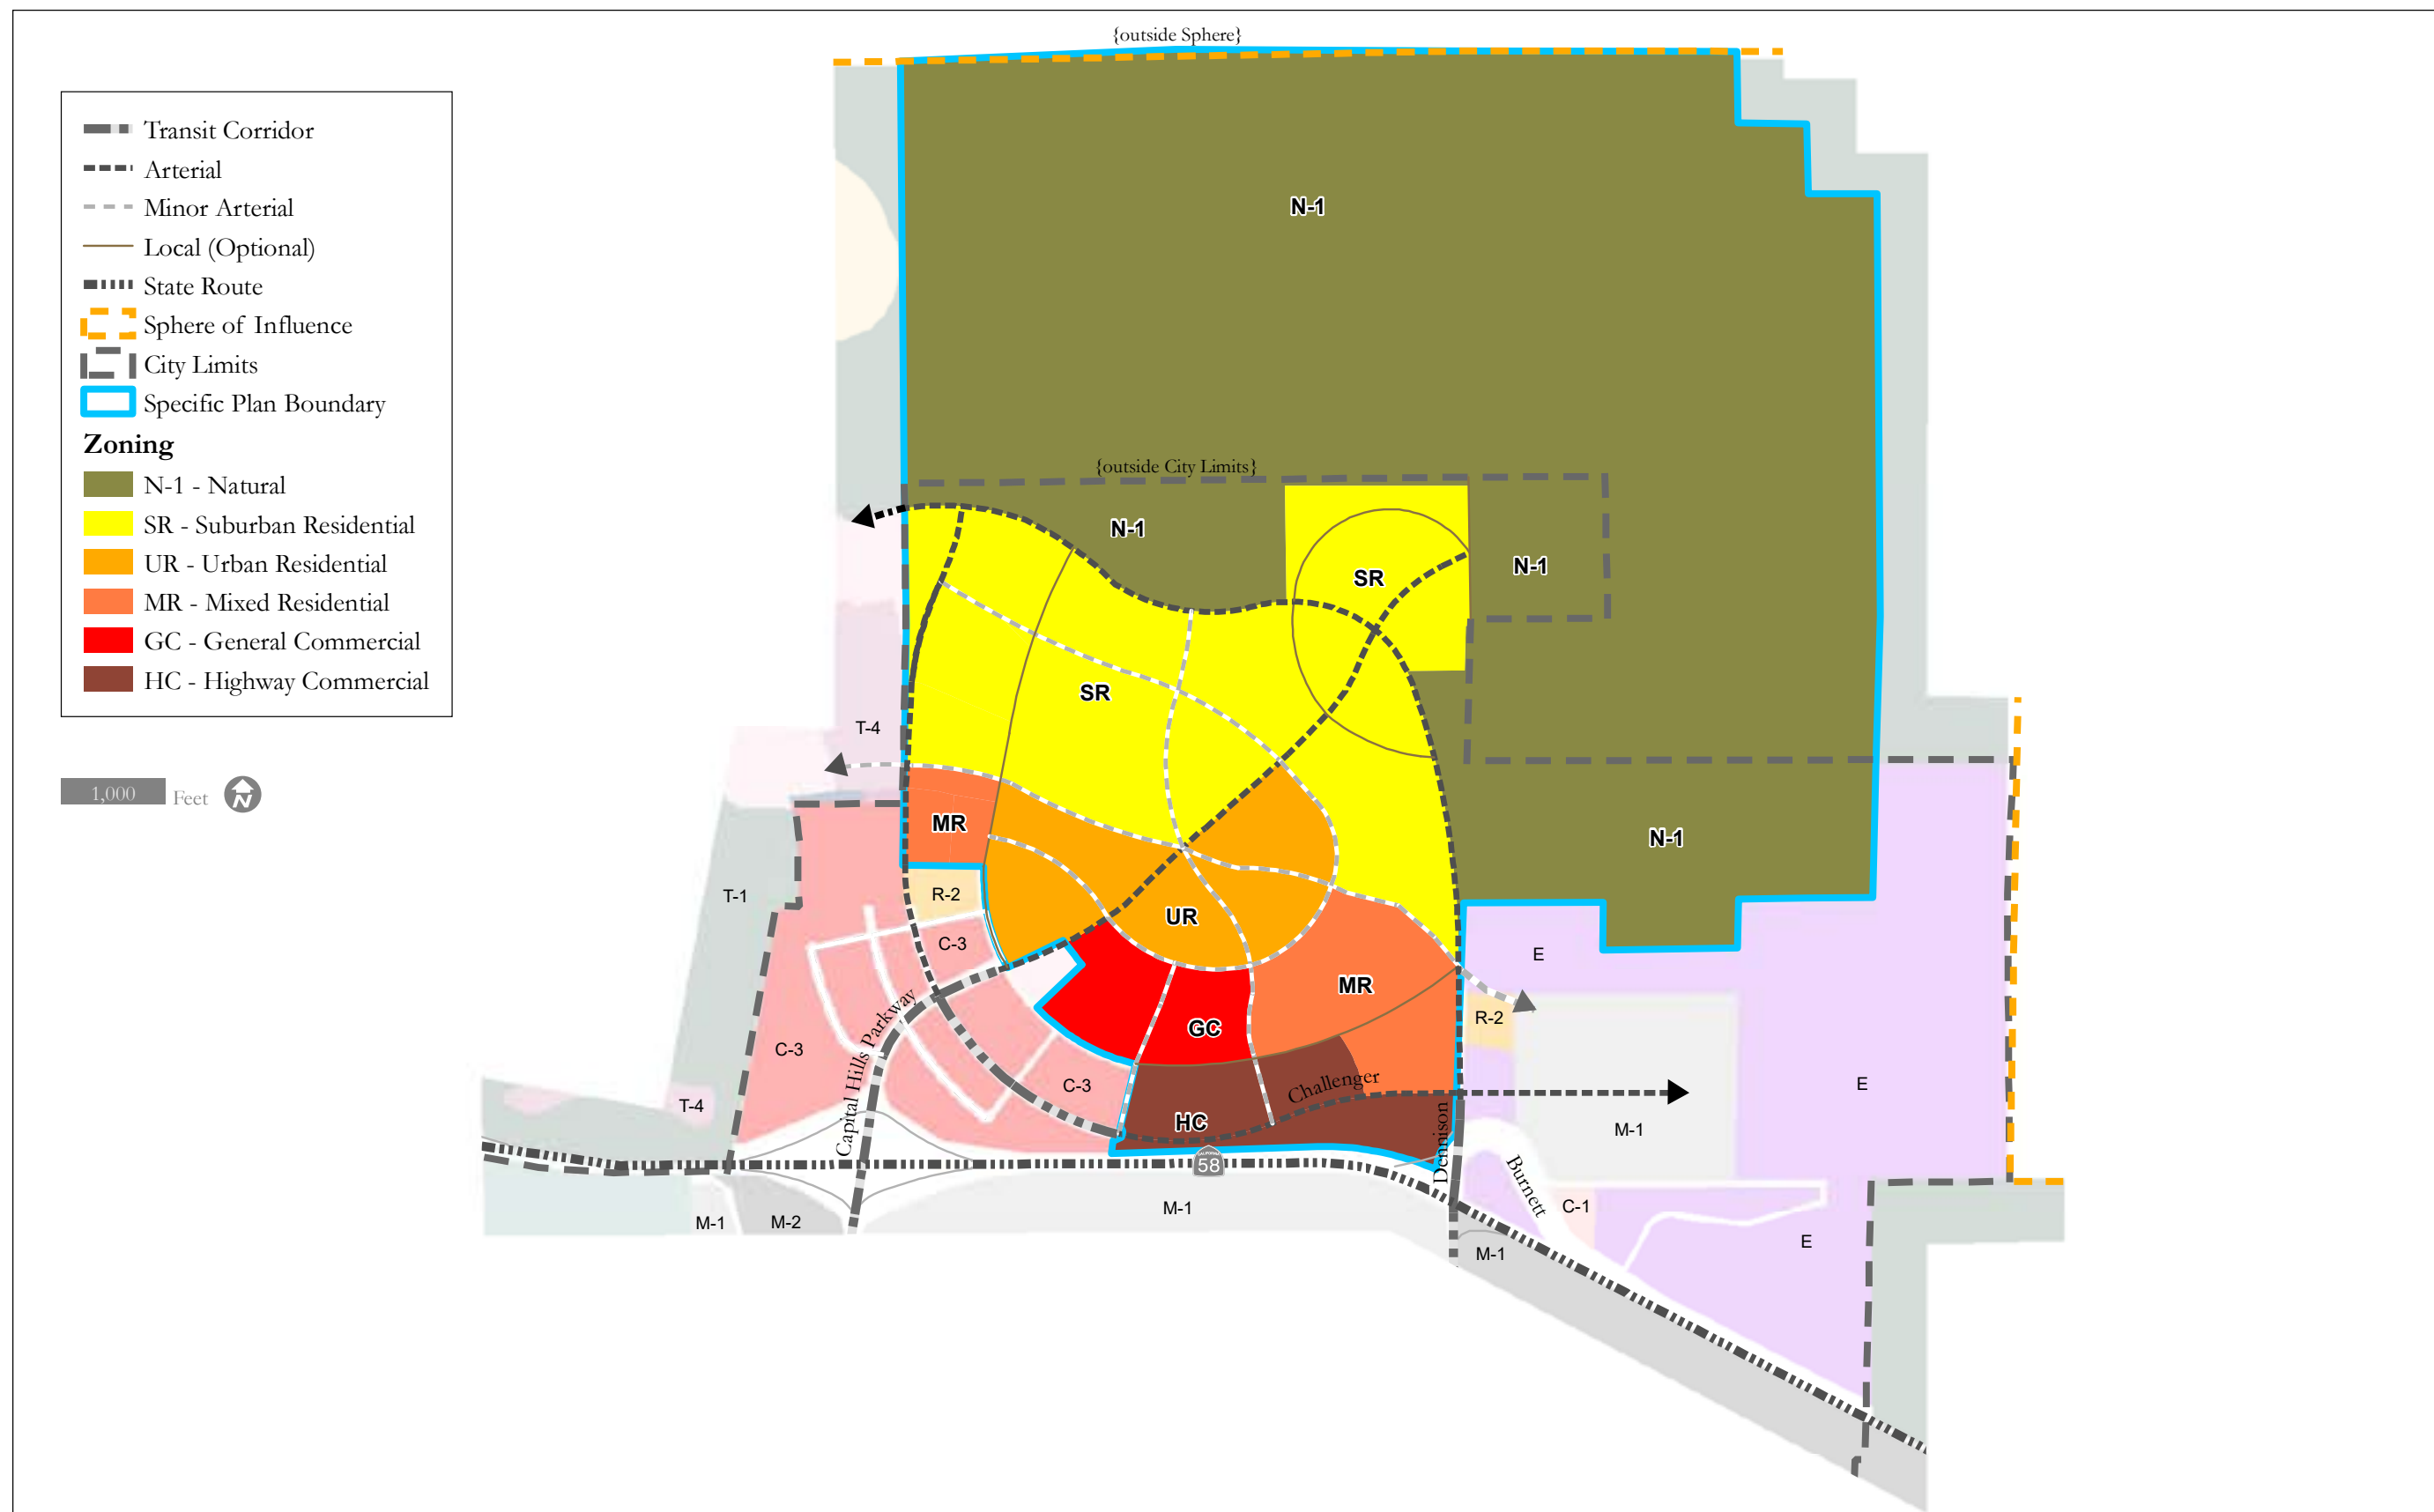 {outside Sphere}
Transit Corridor
Arterial
Minor Arterial
Local (Optional)
State Route
Sphere of Influence
City Limits
Specific Plan Boundary
Zoning
N-1 - Natural
SR - Suburban Residential
UR - Urban Residential
MR - Mixed Residential
GC - General Commercial
HC - Highway Commercial
1,000 Feet N
N-1
{outside City Limits}
N-1
N-1
SR
SR
T-4
MR
N-1
T-1
R-2
UR
C-3
E
MR
R-2
GC
C-3
Capital Hills Parkway
C-3
Challenger
E
T-4
HC
Dennison
M-1
58
Burnett
M-1
M-2
M-1
C-1
M-1
E